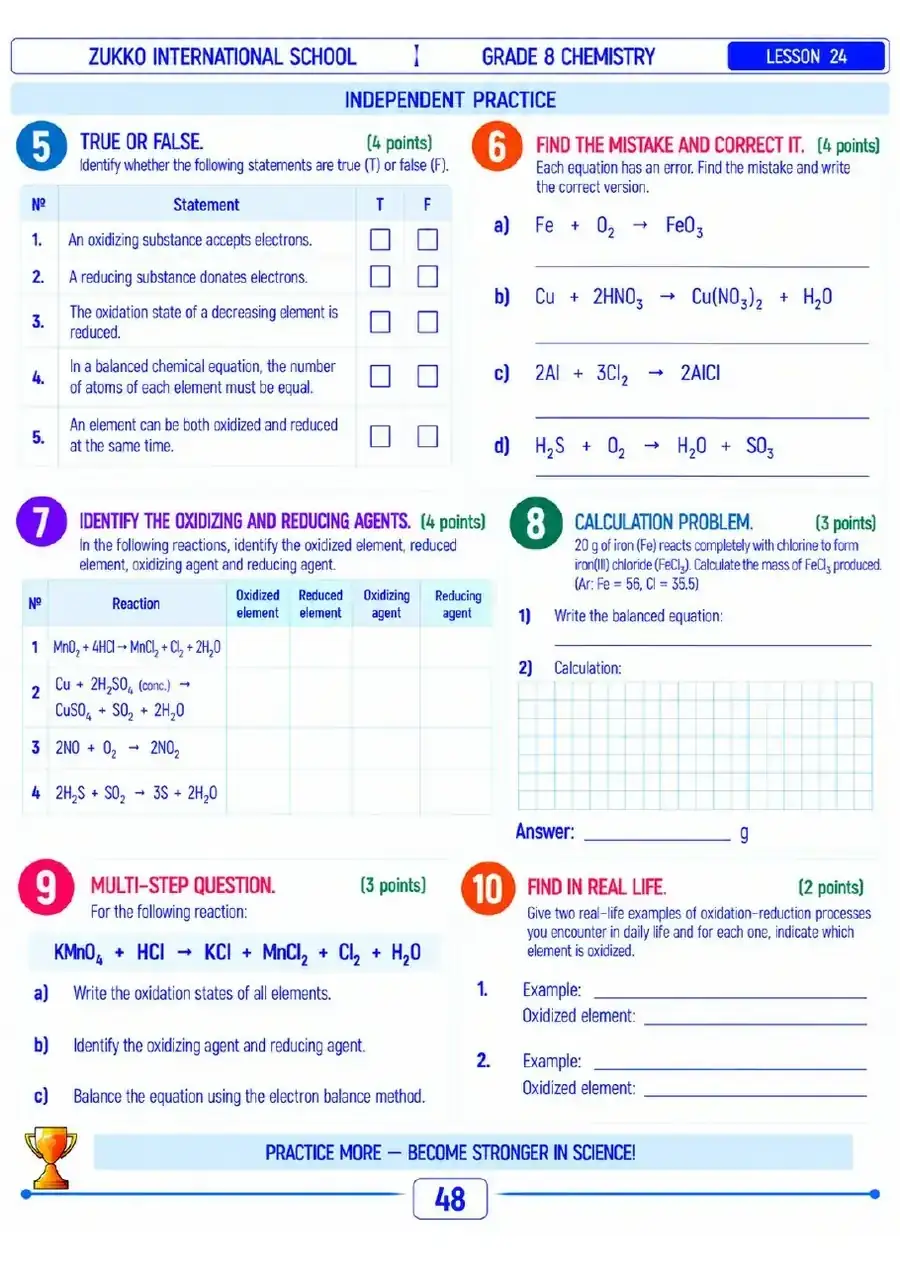 ZUKKO INTERNATIONAL SCHOOL | GRADE 8 CHEMISTRY LESSON 24
INDEPENDENT PRACTICE
5 TRUE OR FALSE. (4 points)
Identify whether the following statements are true (T) or false (F).
№ Statement T F
1. An oxidizing substance accepts electrons.
2. A reducing substance donates electrons.
3. The oxidation state of a decreasing element is
reduced.
4. In a balanced chemical equation, the number
of atoms of each element must be equal.
5. An element can be both oxidized and reduced
at the same time.
6 FIND THE MISTAKE AND CORRECT IT. (4 points)
Each equation has an error. Find the mistake and write
the correct version.
a) Fe + O₂ → FeO₃
b) Cu + 2HNO₃ → Cu(NO₃)₂ + H₂O
c) 2Al + 3Cl₂ → 2AlCl
d) H₂S + O₂ → H₂O + SO₃
7 IDENTIFY THE OXIDIZING AND REDUCING AGENTS. (4 points)
In the following reactions, identify the oxidized element, reduced
element, oxidizing agent and reducing agent.
№ Reaction Oxidized element Reduced element Oxidizing agent Reducing agent
1 MnO₂ + 4HCl → MnCl₂ + Cl₂ + 2H₂O
2 Cu + 2H₂SO₄ (conc.) →
CuSO₄ + SO₂ + 2H₂O
3 2NO + O₂ → 2NO₂
4 2H₂S + SO₂ → 3S + 2H₂O
8 CALCULATION PROBLEM. (3 points)
20 g of iron (Fe) reacts completely with chlorine to form
iron(III) chloride (FeCl₃). Calculate the mass of FeCl₃ produced.
(Ar: Fe = 56, Cl = 35.5)
1) Write the balanced equation:
2) Calculation:
Answer: ____________ g
9 MULTI-STEP QUESTION. (3 points)
For the following reaction:
KMnO₄ + HCl → KCl + MnCl₂ + Cl₂ + H₂O
a) Write the oxidation states of all elements.
b) Identify the oxidizing agent and reducing agent.
c) Balance the equation using the electron balance method.
10 FIND IN REAL LIFE. (2 points)
Give two real-life examples of oxidation-reduction processes
you encounter in daily life and for each one, indicate which
element is oxidized.
1. Example: ____________
Oxidized element: ____________
2. Example: ____________
Oxidized element: ____________
PRACTICE MORE — BECOME STRONGER IN SCIENCE!
48